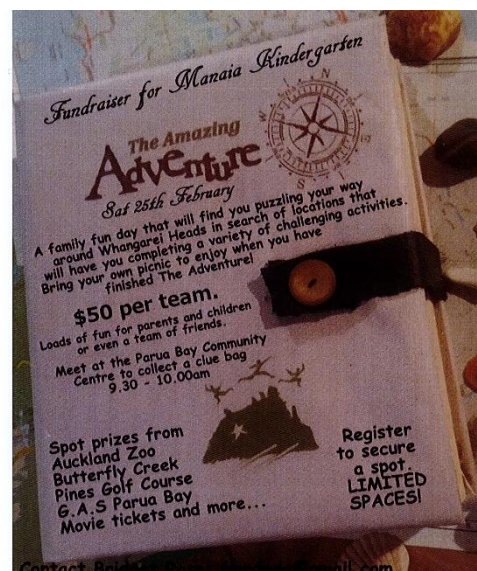 Fundraiser for Manaia Kindergarten
N
W
E
S
The Amazing
Adventure
Sat 25th February
A family fun day that will find you puzzling your way
around Whangarei Heads in search of locations that
will have you completing a variety of challenging activities.
Bring your own picnic to enjoy when you have
finished The Adventure!
$50 per team.
Loads of fun for parents and children
or even a team of friends.
Meet at the Parua Bay Community
Centre to collect a clue bag
9.30 - 10.00am
Spot prizes from
Auckland Zoo
Butterfly Creek
Pines Golf Course
G.A.S Parua Bay
Movie tickets and more...
Register
to secure
a spot.
LIMITED
SPACES!
Contact